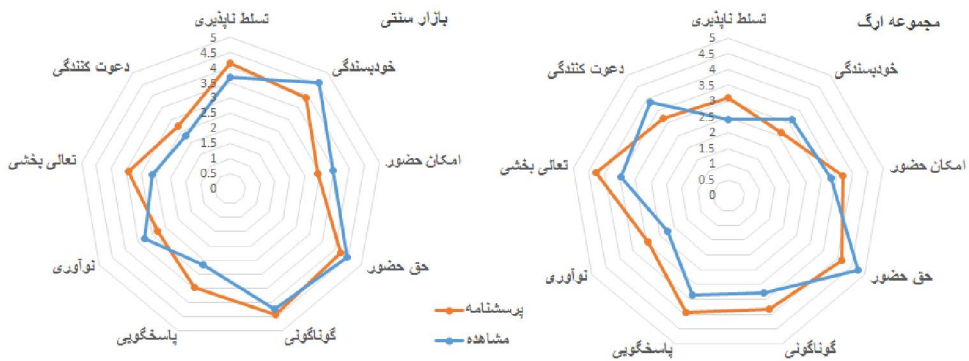 مجموعه ارگ
تسلط ناپذیری
خودبسندگی
امکان حضور
حق حضور
گوناگونی
پاسخگویی
نوآوری
تعالی بخشی
دعوت کنندگی
5
4.5
4
3.5
3
2.5
2
1.5
1
0.5
0
بازار سنتی
تسلط ناپذیری
خودبسندگی
امکان حضور
حق حضور
گوناگونی
پاسخگویی
نوآوری
تعالی بخشی
دعوت کنندگی
5
4.5
4
3.5
3
2.5
2
1.5
1
0.5
0
پرسشنامه
مشاهده